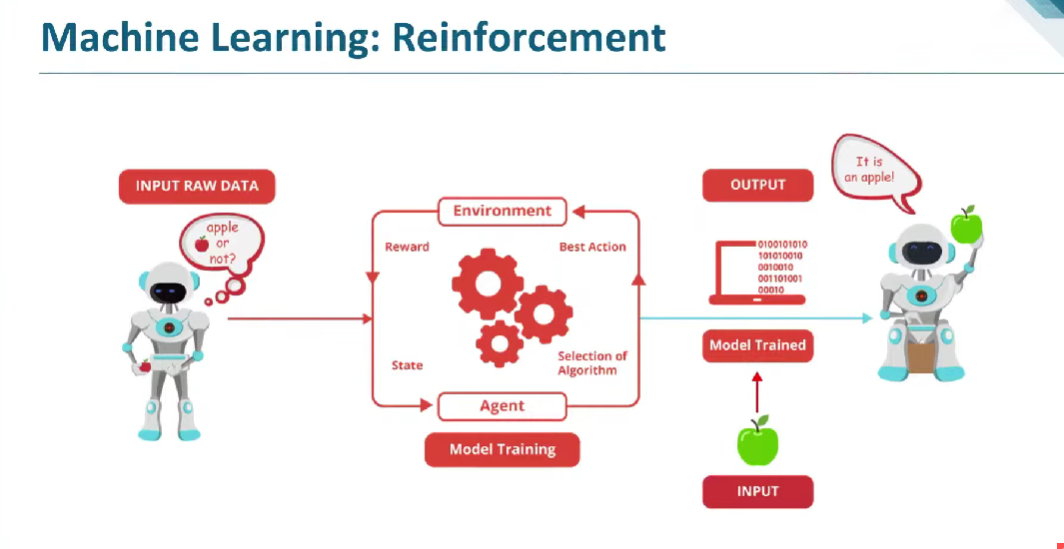 Machine Learning: Reinforcement
INPUT RAW DATA
apple
or
not?
Environment
Reward
Best Action
State
Selection of
Algorithm
Agent
Model Training
OUTPUT
0100101010
101010010
0010010
001101001
00010
Model Trained
INPUT
It is
an apple!